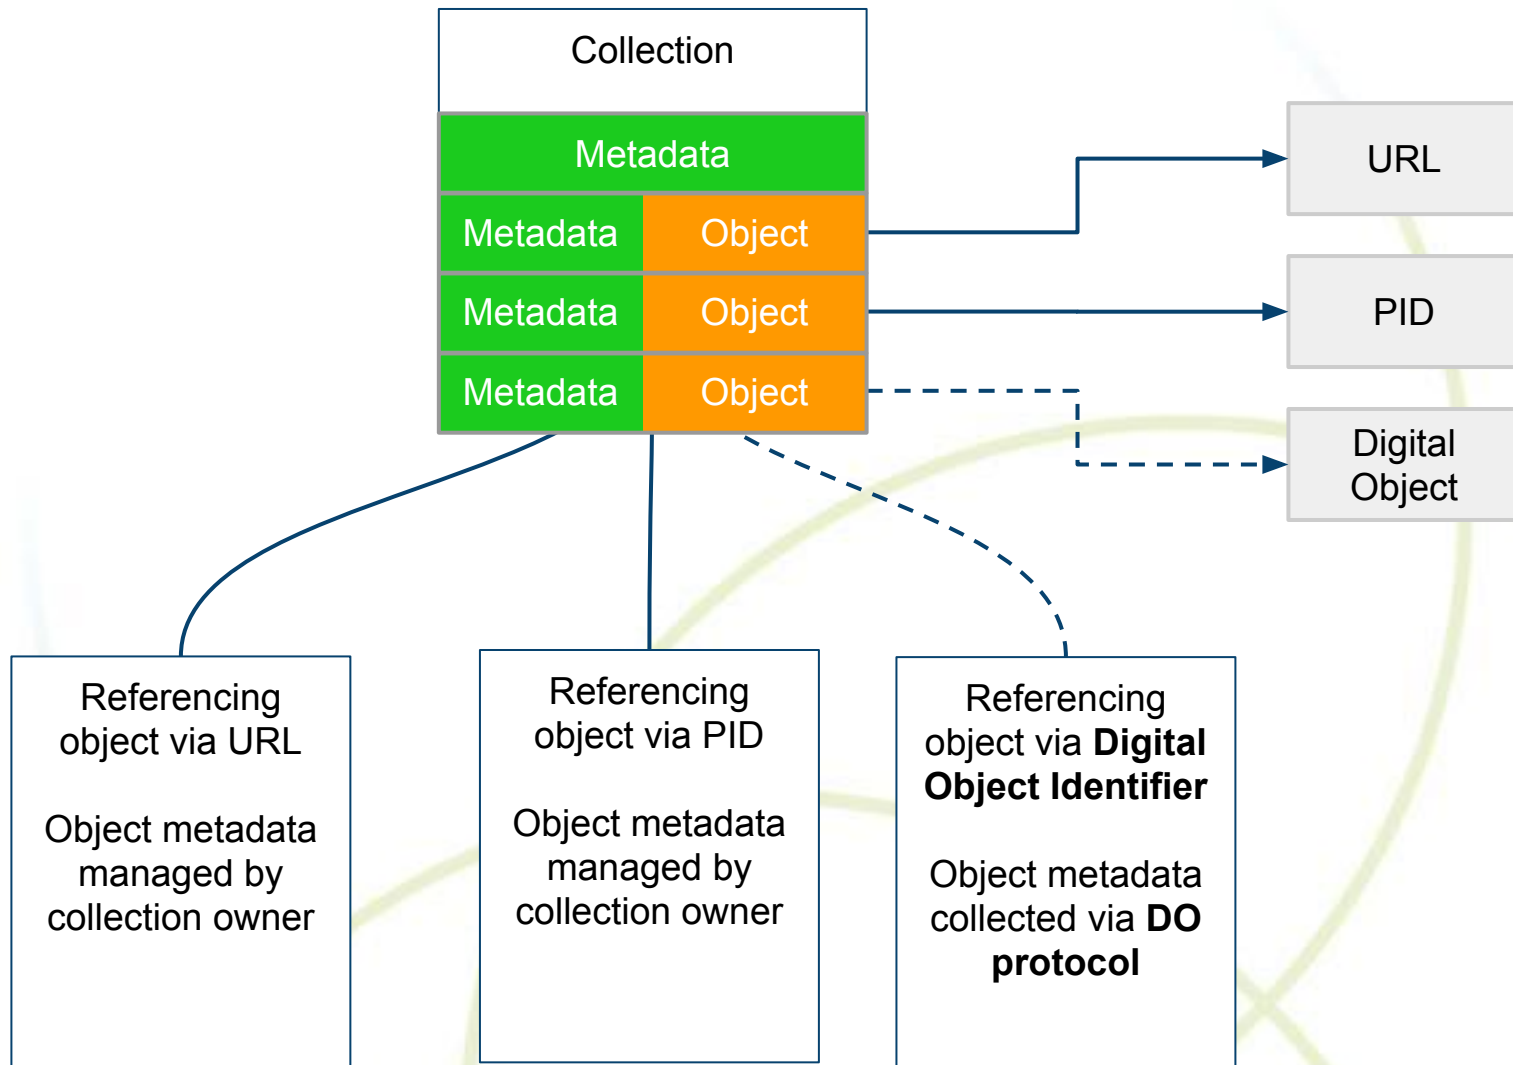 Collection
Metadata
Metadata Object
Metadata Object
Metadata Object
URL
PID
Digital
Object
Referencing
object via URL
Object metadata
managed by
collection owner
Referencing
object via PID
Object metadata
managed by
collection owner
Referencing
object via Digital
Object Identifier
Object metadata
collected via DO
protocol